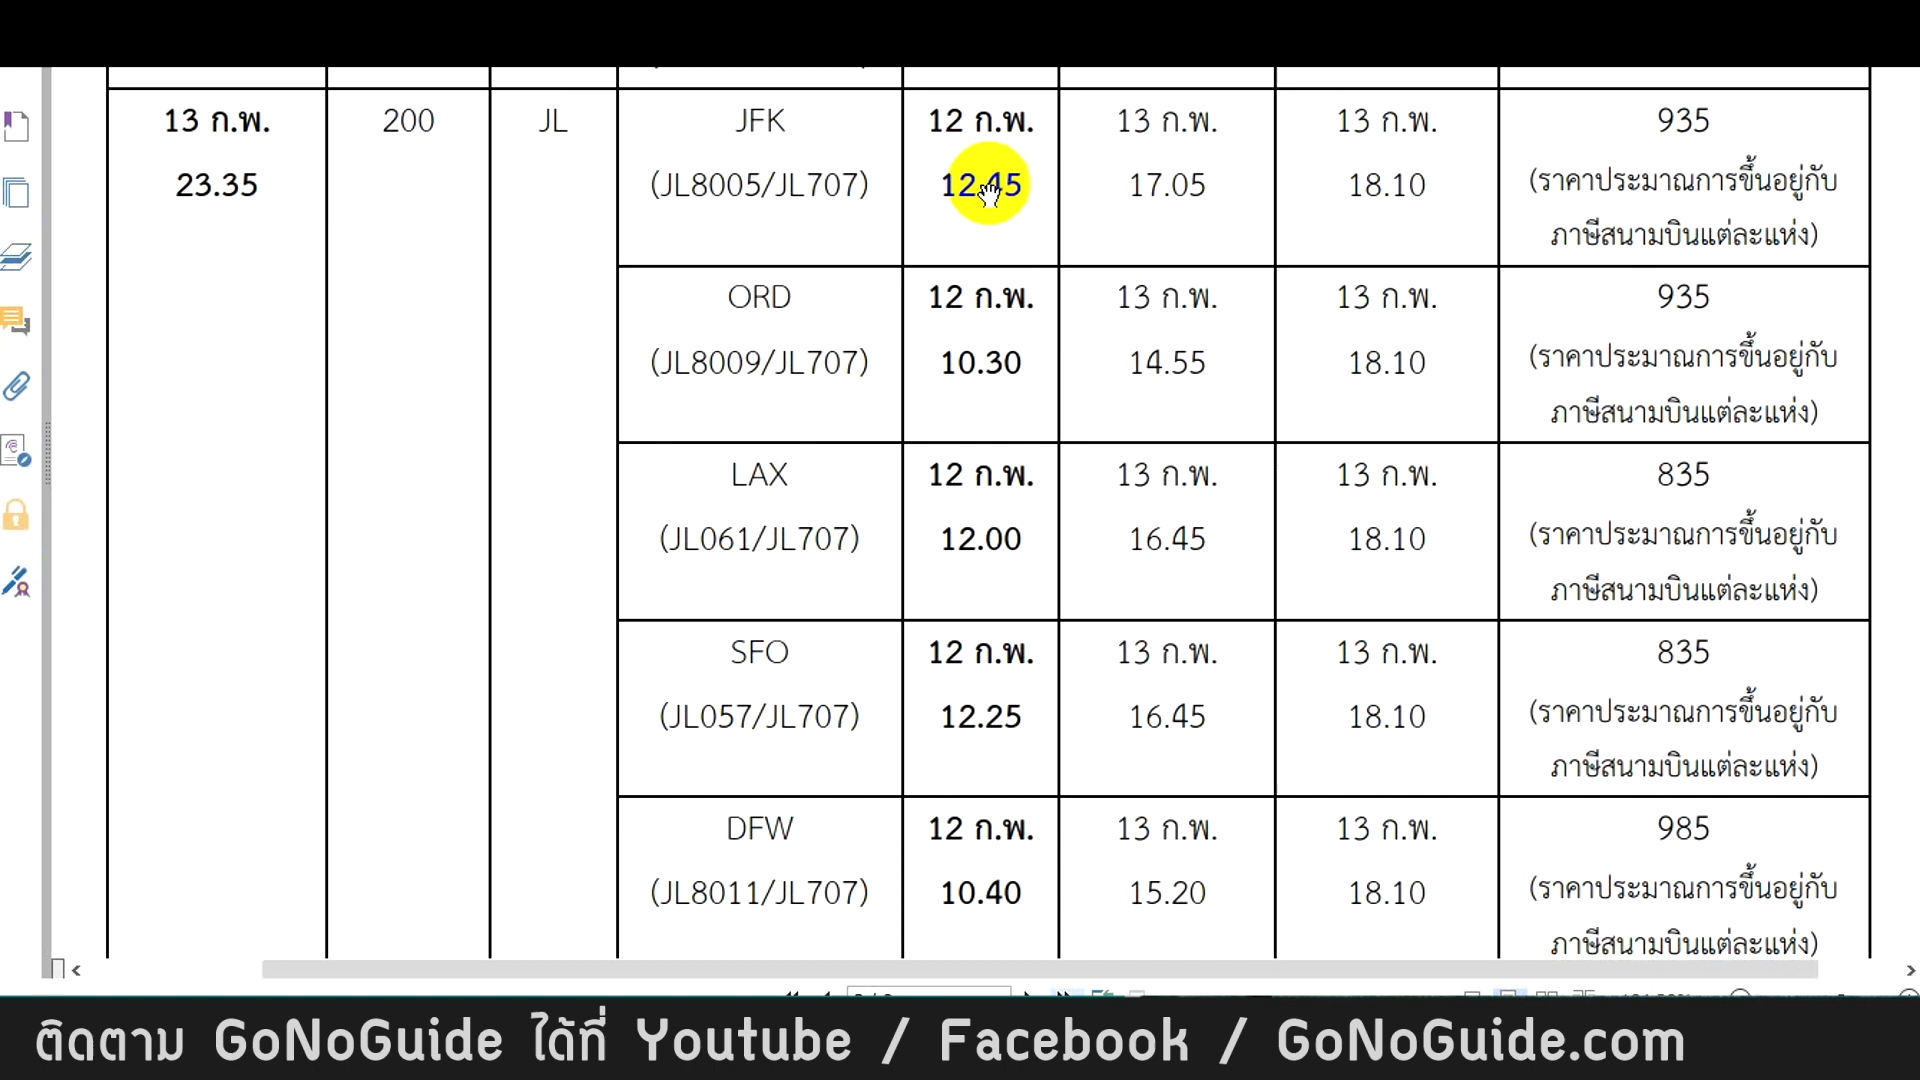 13 ก.พ. 200 JL JFK 12 ก.พ. 13 ก.พ. 13 ก.พ. 935
23.35 (JL8005/JL707) 12.45 17.05 18.10 (ราคาประมาณการขึ้นอยู่กับ
ภาษีสนามบินแต่ละแห่ง)
ORD 12 ก.พ. 13 ก.พ. 13 ก.พ. 935
(JL8009/JL707) 10.30 14.55 18.10 (ราคาประมาณการขึ้นอยู่กับ
ภาษีสนามบินแต่ละแห่ง)
LAX 12 ก.พ. 13 ก.พ. 13 ก.พ. 835
(JL061/JL707) 12.00 16.45 18.10 (ราคาประมาณการขึ้นอยู่กับ
ภาษีสนามบินแต่ละแห่ง)
SFO 12 ก.พ. 13 ก.พ. 13 ก.พ. 835
(JL057/JL707) 12.25 16.45 18.10 (ราคาประมาณการขึ้นอยู่กับ
ภาษีสนามบินแต่ละแห่ง)
DFW 12 ก.พ. 13 ก.พ. 13 ก.พ. 985
(JL8011/JL707) 10.40 15.20 18.10 (ราคาประมาณการขึ้นอยู่กับ
ภาษีสนามบินแต่ละแห่ง)
ติดตาม GoNoGuide ได้ที่ Youtube / Facebook / GoNoGuide.com